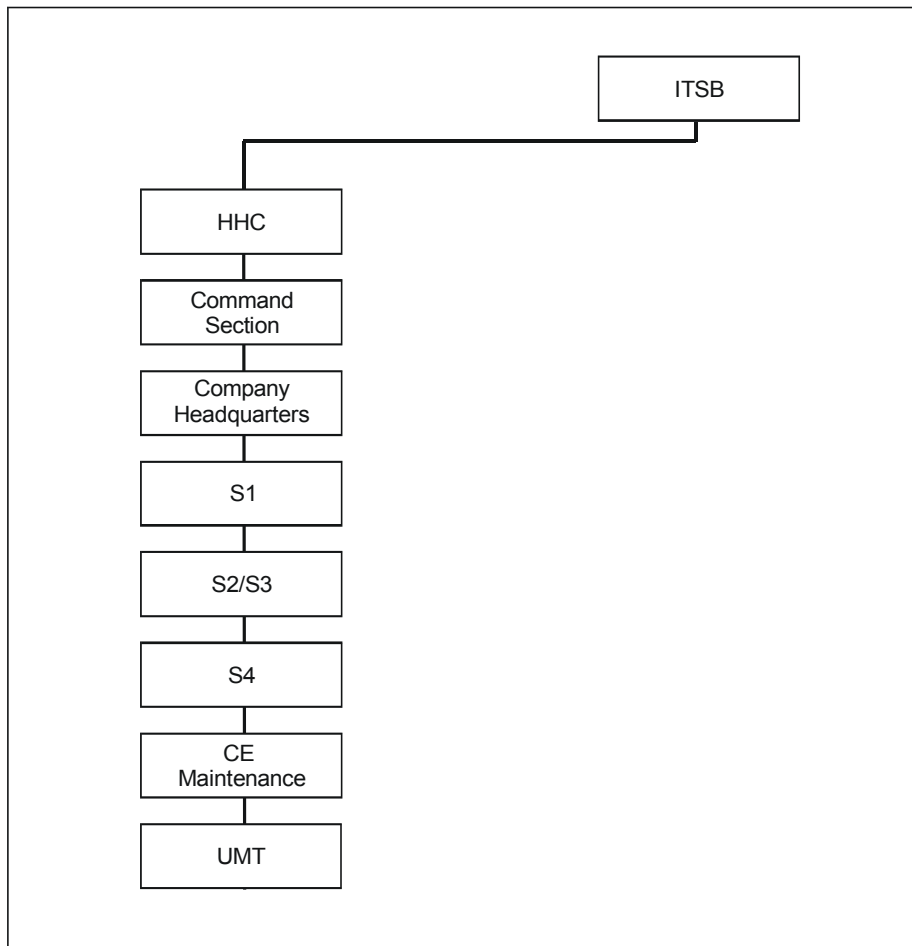 ITSB
HHC
Command
Section
Company
Headquarters
S1
S2/S3
S4
CE
Maintenance
UMT